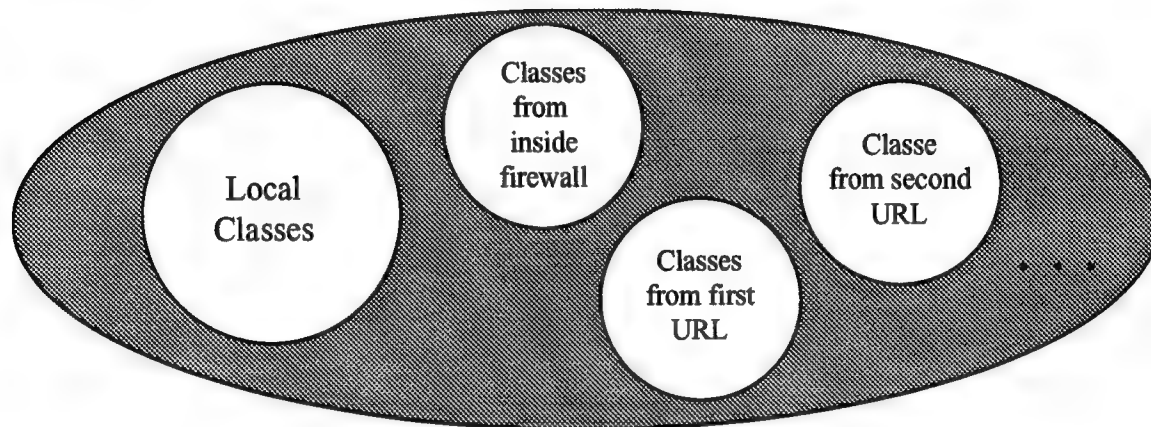 Local
Classes
Classes
from
inside
firewall
Classes
from first
URL
Classe
from second
URL
. . .